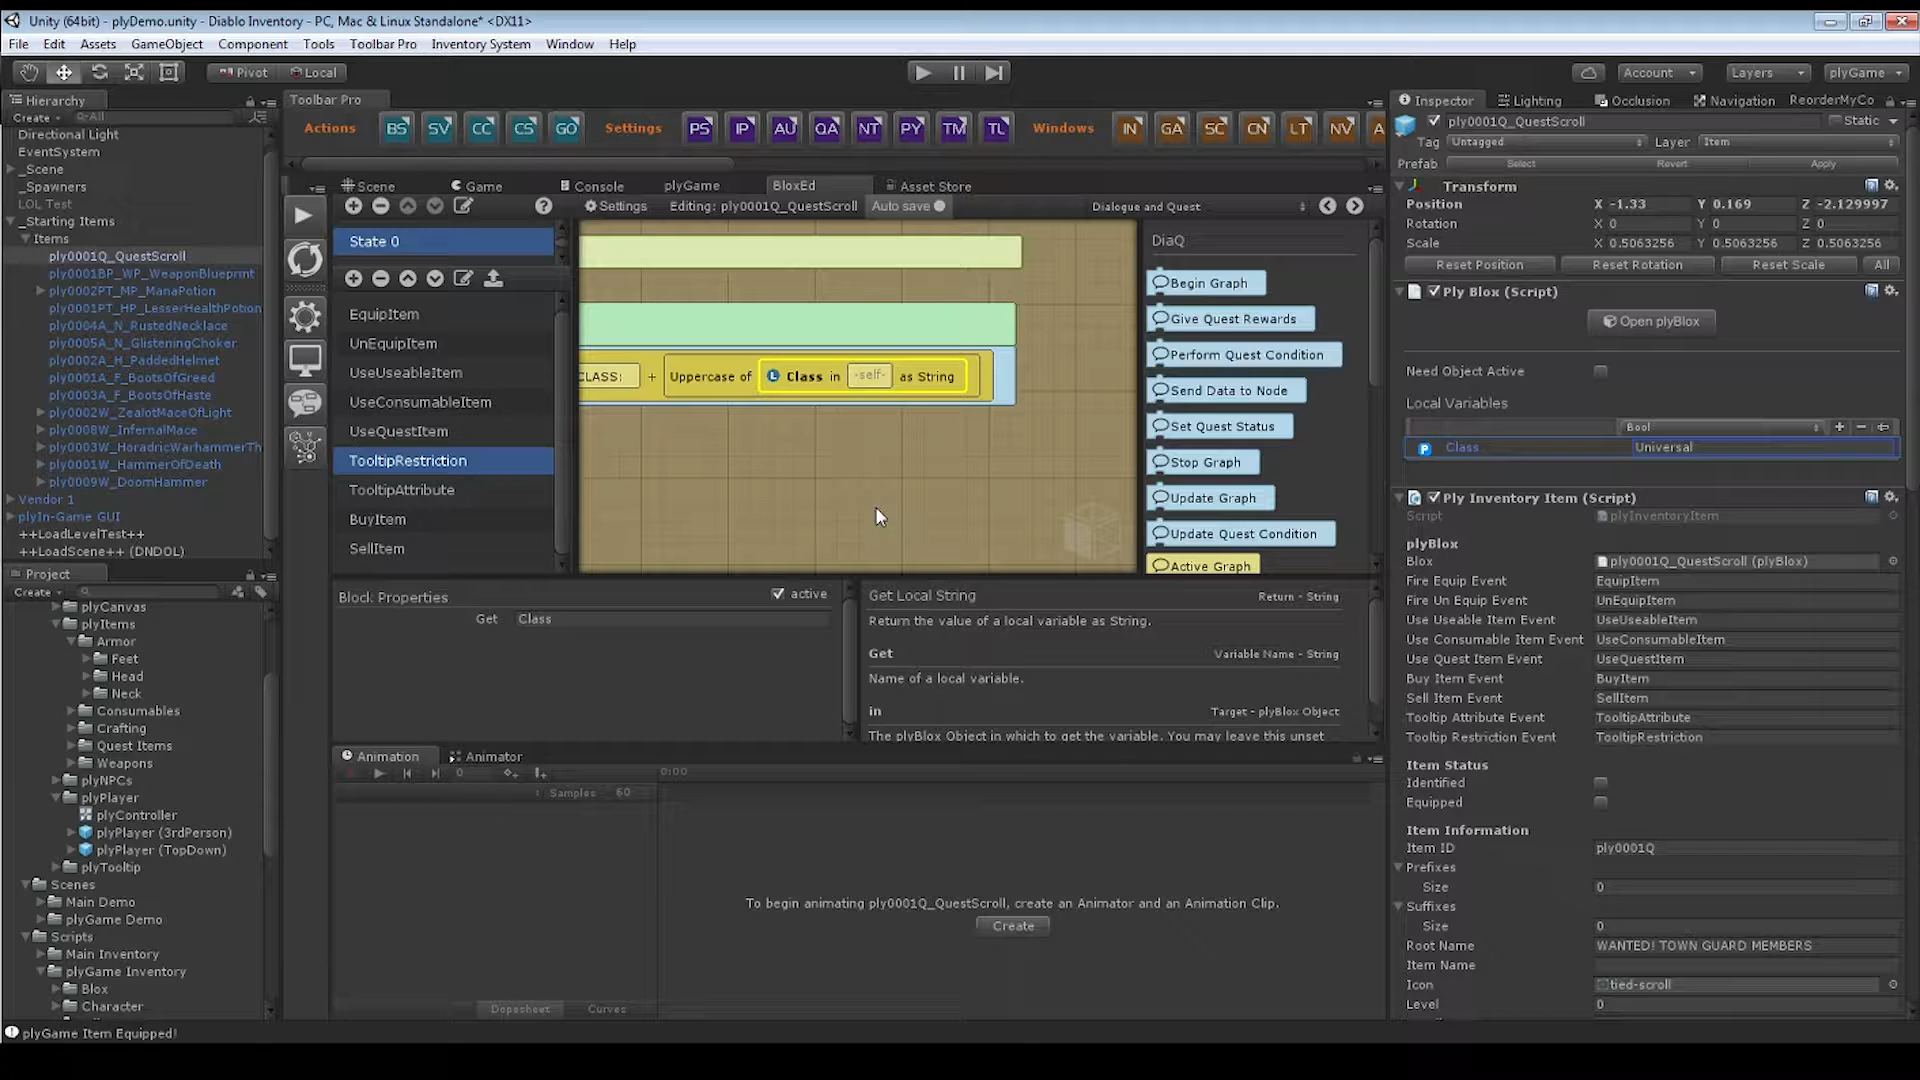 Unity (64bit) - plyDemo.unity - Diablo Inventory - PC, Mac & Linux Standalone* <DX11>
File Edit Assets GameObject Component Tools Toolbar Pro Inventory System Window Help
Pivot Local Account Layers plyGame
Hierarchy
Create All
Directional Light
EventSystem
_Scene
_Spawners
LOL Test
_Starting Items
Items
ply0001Q_QuestScroll
ply0001BP_WP_WeaponBlueprint
ply0002PT_MP_ManaPotion
ply0001PT_HP_LesserHealthPotion
ply0004A_N_RustedNecklace
ply0005A_N_GlisteningChoker
ply0002A_H_PaddedHelmet
ply0001A_F_BootsOfGreed
ply0003A_F_BootsOfHaste
ply0002W_ZealotMaceOfLight
ply0008W_InfernalMace
ply0003W_HoradricWarhammerTh
ply0001W_HammerOfDeath
ply0009W_DoomHammer
Vendor 1
plyIn-Game GUI
++LoadLevelTest++
++LoadScene++ (DNDOL)
Project
Create
plyCanvas
plyItems
Armor
Feet
Head
Neck
Consumables
Crafting
Quest Items
Weapons
plyNPCs
plyPlayer
plyController
plyPlayer (3rdPerson)
plyPlayer (TopDown)
plyTooltip
Scenes
Main Demo
plyGame Demo
Scripts
Main Inventory
plyGame Inventory
Blox
Character
plyGame Item Equipped!
Toolbar Pro
Actions BS SV CC CS GO Settings PS IP AU QA NT PY TM TL Windows IN GA SC CN LT NV A
Scene Game Console plyGame BloxEd Asset Store
Settings Editing: ply0001Q_QuestScroll Auto save Dialogue and Quest
State 0
EquipItem
UnEquipItem
UseUseableItem
UseConsumableItem
UseQuestItem
TooltipRestriction
TooltipAttribute
BuyItem
SellItem
CLASS: + Uppercase of Class in -self- as String
DiaQ
Begin Graph
Give Quest Rewards
Perform Quest Condition
Send Data to Node
Set Quest Status
Stop Graph
Update Graph
Update Quest Condition
Active Graph
Block Properties active
Get Class
Get Local String Return - String
Return the value of a local variable as String.
Get Variable Name - String
Name of a local variable.
in Target - plyBlox Object
The plyBlox Object in which to get the variable. You may leave this unset
Animation Animator
0 0:00
Samples 60
To begin animating ply0001Q_QuestScroll, create an Animator and an Animation Clip.
Create
Dopesheet Curves
Inspector Lighting Occlusion Navigation ReorderMyCo
ply0001Q_QuestScroll Static
Tag Untagged Layer Item
Prefab Select Revert Apply
Transform
Position X -1.33 Y 0.169 Z -2.129997
Rotation X 0 Y 0 Z 0
Scale X 0.5063256 Y 0.5063256 Z 0.5063256
Reset Position Reset Rotation Reset Scale All
Ply Blox (Script)
Open plyBlox
Need Object Active
Local Variables
Bool
Class Universal
Ply Inventory Item (Script)
Script plyInventoryItem
plyBlox
Blox ply0001Q_QuestScroll (plyBlox)
Fire Equip Event EquipItem
Fire Un Equip Event UnEquipItem
Use Useable Item Event UseUseableItem
Use Consumable Item Event UseConsumableItem
Use Quest Item Event UseQuestItem
Buy Item Event BuyItem
Sell Item Event SellItem
Tooltip Attribute Event TooltipAttribute
Tooltip Restriction Event TooltipRestriction
Item Status
Identified
Equipped
Item Information
Item ID ply0001Q
Prefixes
Size 0
Suffixes
Size 0
Root Name WANTED! TOWN GUARD MEMBERS
Item Name
Icon tied-scroll
Level 0